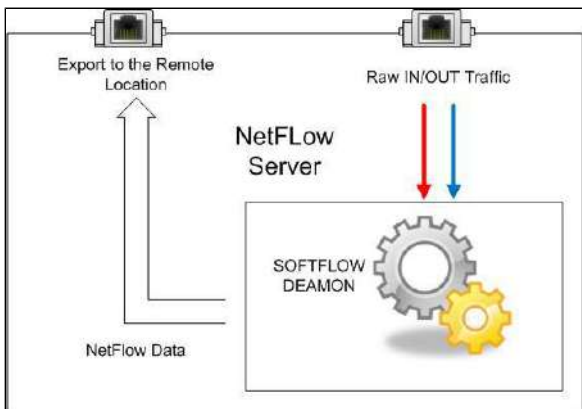 Export to the Remote
Location
Raw IN/OUT Traffic
NetFLow
Server
SOFTFLOW
DEAMON
NetFlow Data